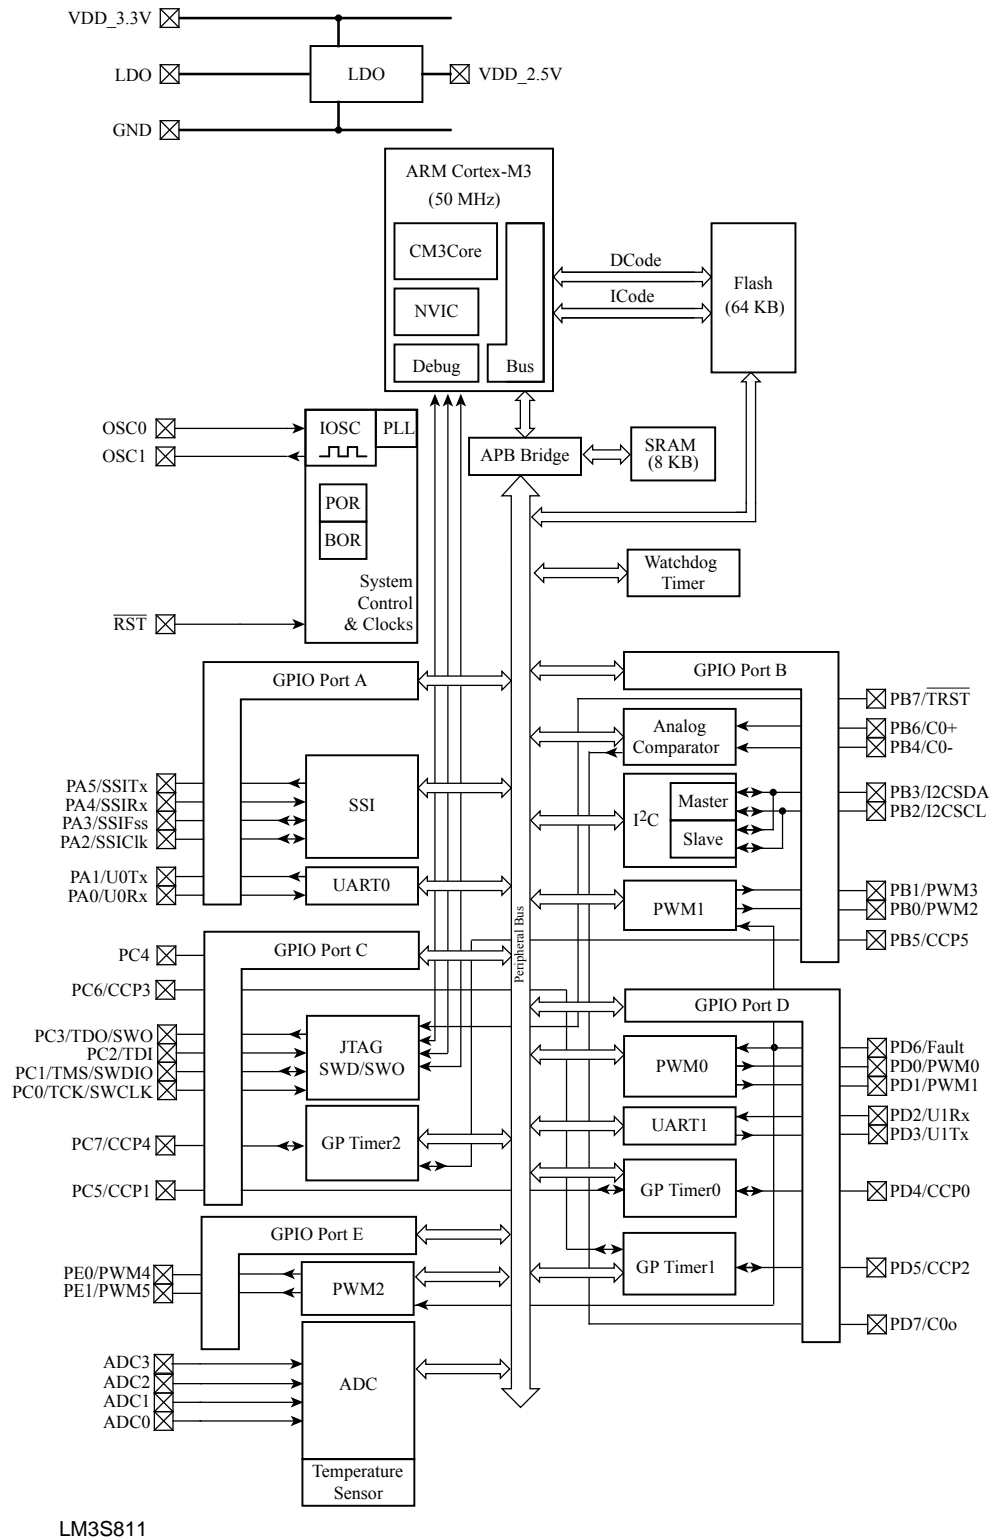 VDD_3.3V
LDO
LDO
VDD_2.5V
GND
ARM Cortex-M3
(50 MHz)
CM3Core
NVIC
Debug
Bus
DCode
ICode
Flash
(64 KB)
OSC0
OSC1
IOSC
PLL
POR
BOR
System
Control
& Clocks
RST
APB Bridge
SRAM
(8 KB)
Watchdog
Timer
GPIO Port A
PA5/SSITx
PA4/SSIRx
PA3/SSIFss
PA2/SSIClk
SSI
PA1/U0Tx
PA0/U0Rx
UART0
GPIO Port B
PB7/TRST
Analog
Comparator
PB6/C0+
PB4/C0-
I2C
Master
Slave
PB3/I2CSDA
PB2/I2CSCL
PWM1
PB1/PWM3
PB0/PWM2
PB5/CCP5
Peripheral Bus
GPIO Port C
PC4
PC6/CCP3
PC3/TDO/SWO
PC2/TDI
PC1/TMS/SWDIO
PC0/TCK/SWCLK
JTAG
SWD/SWO
PC7/CCP4
GP Timer2
PC5/CCP1
GPIO Port D
PWM0
PD6/Fault
PD0/PWM0
PD1/PWM1
UART1
PD2/U1Rx
PD3/U1Tx
GP Timer0
PD4/CCP0
GP Timer1
PD5/CCP2
PD7/C0o
GPIO Port E
PE0/PWM4
PE1/PWM5
PWM2
ADC3
ADC2
ADC1
ADC0
ADC
Temperature
Sensor
LM3S811